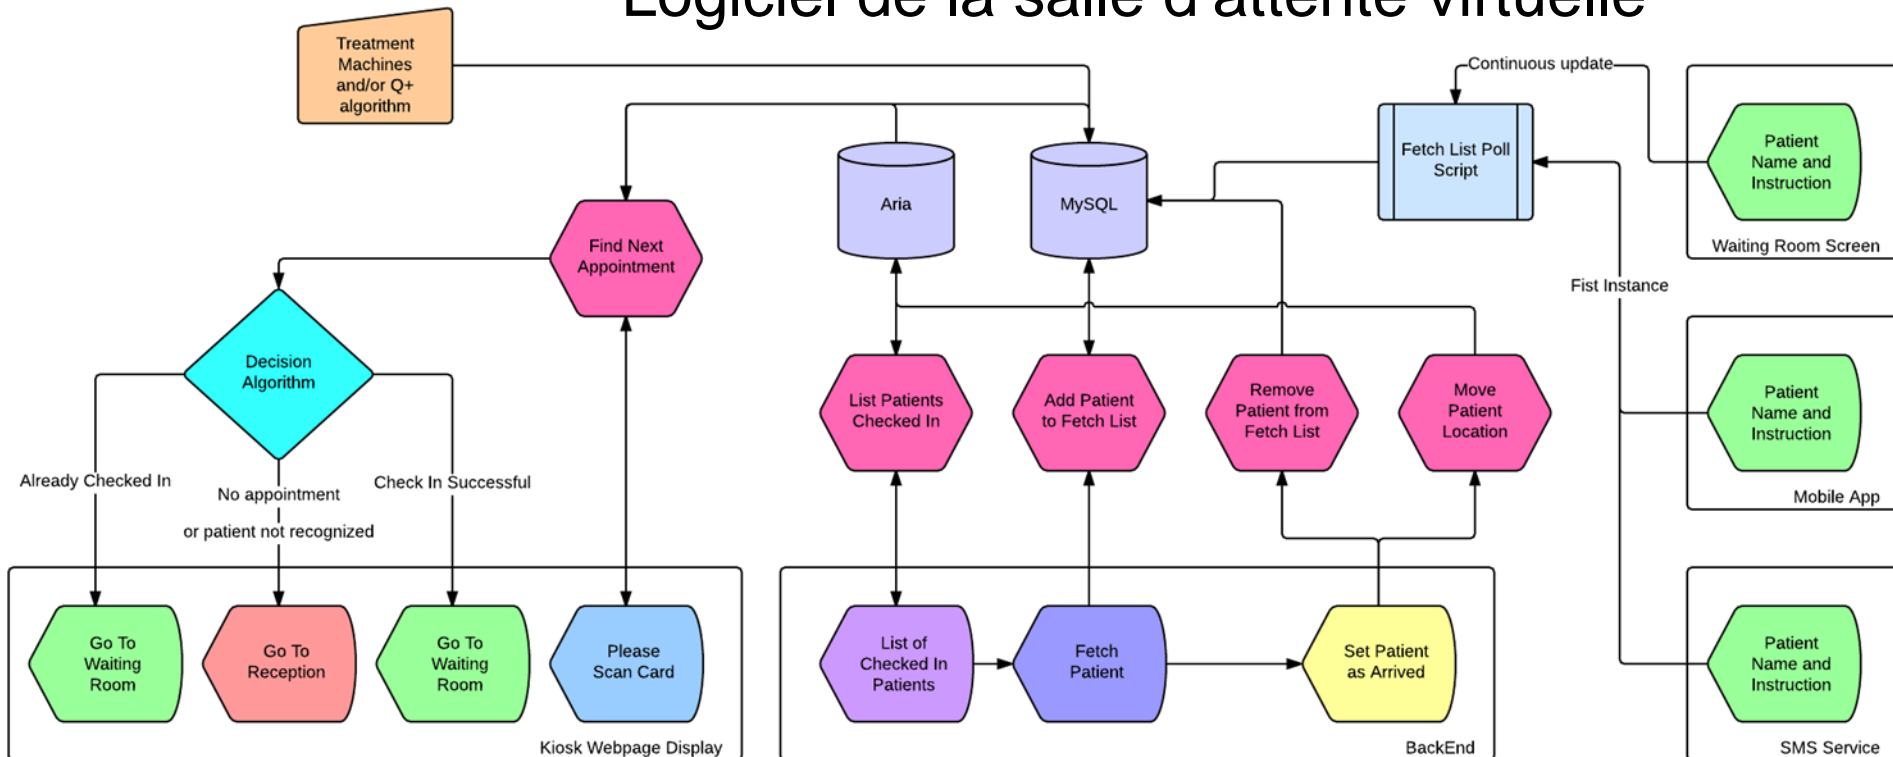 Logiciel de la salle d'attente virtuelle
Treatment
Machines
and/or Q+
algorithm
Continuous update
Fetch List Poll
Script
Patient
Name and
Instruction
Waiting Room Screen
Aria
MySQL
Find Next
Appointment
Fist Instance
Decision
Algorithm
List Patients
Checked In
Add Patient
to Fetch List
Remove
Patient from
Fetch List
Move
Patient
Location
Patient
Name and
Instruction
Mobile App
Already Checked In
No appointment
or patient not recognized
Check In Successful
Go To
Waiting
Room
Go To
Reception
Go To
Waiting
Room
Please
Scan Card
Kiosk Webpage Display
List of
Checked In
Patients
Fetch
Patient
Set Patient
as Arrived
BackEnd
Patient
Name and
Instruction
SMS Service